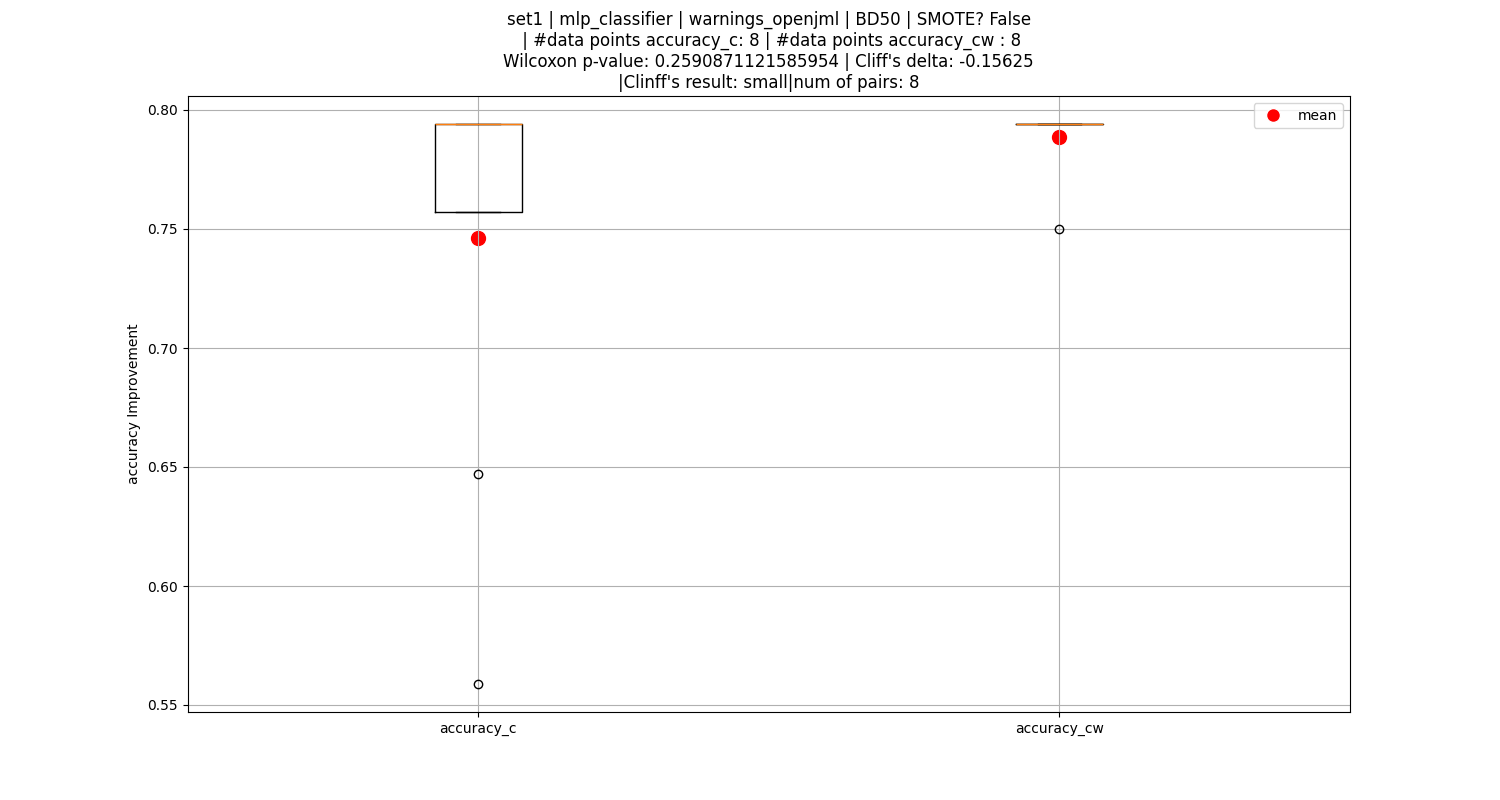 set1 | mlp_classifier | warnings_openjml | BD50 | SMOTE? False
| #data points accuracy_c: 8 | #data points accuracy_cw : 8
Wilcoxon p-value: 0.2590871121585954 | Cliff's delta: -0.15625
|Clinff's result: small|num of pairs: 8
mean
0.80
0.75
0.70
0.65
0.60
0.55
accuracy Improvement
accuracy_c
accuracy_cw